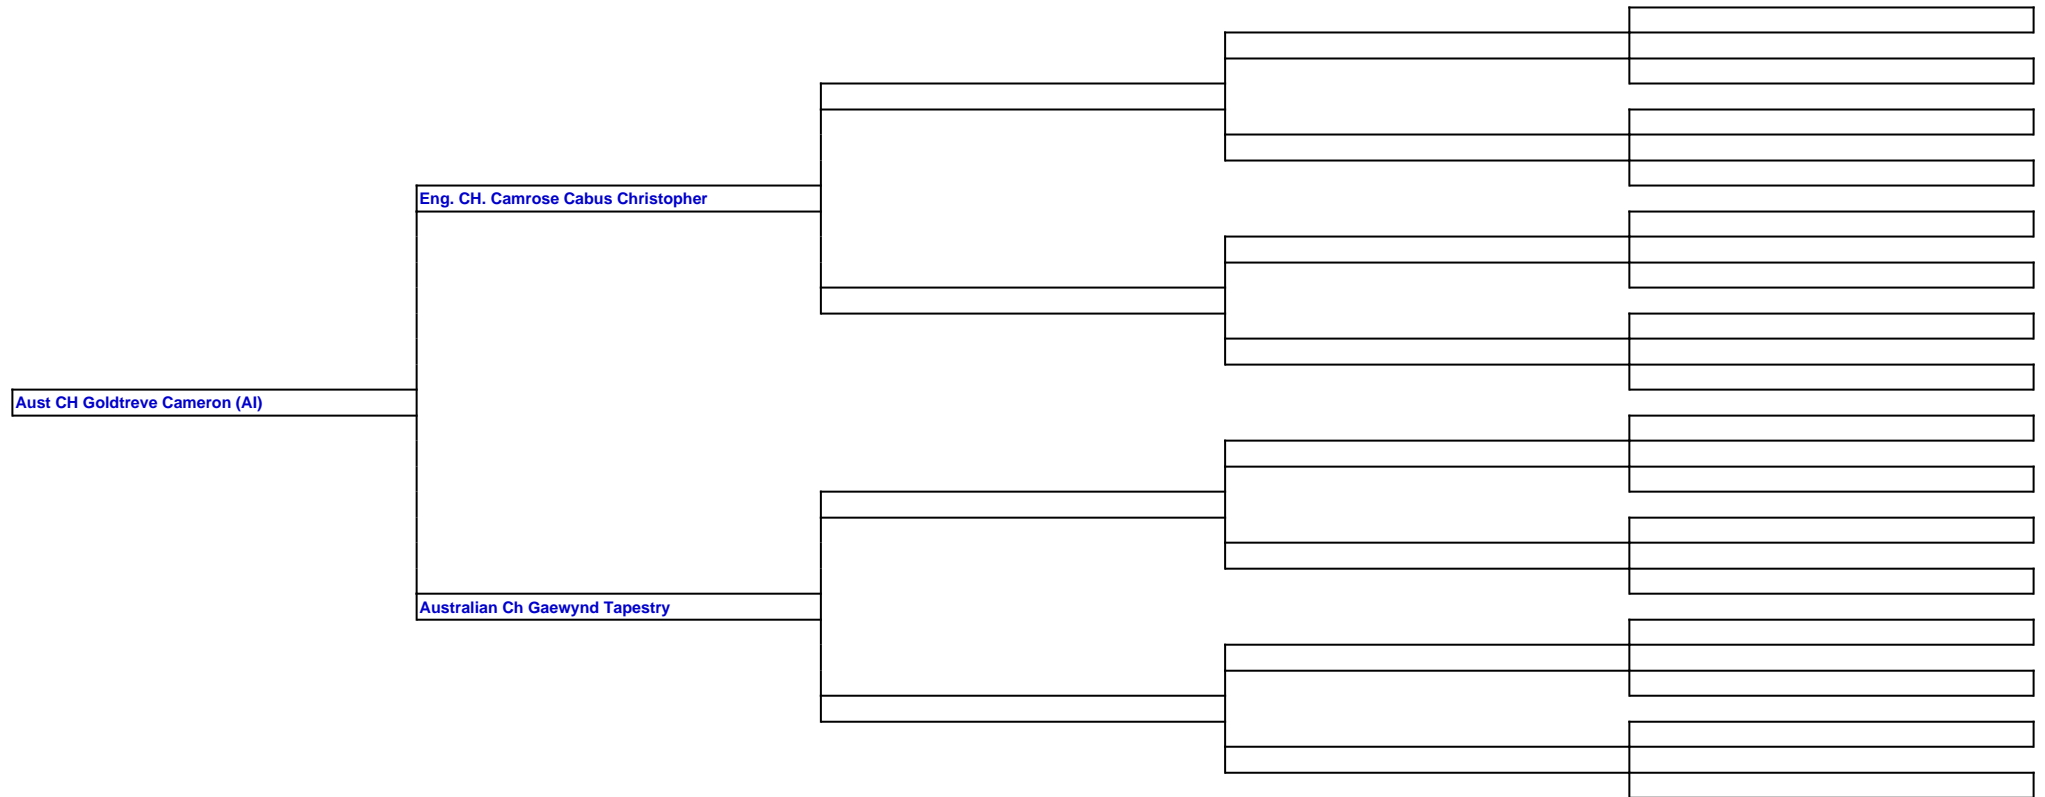 Eng. CH. Camrose Cabus Christopher
Aust CH Goldtreve Cameron (AI)
Australian Ch Gaewynd Tapestry